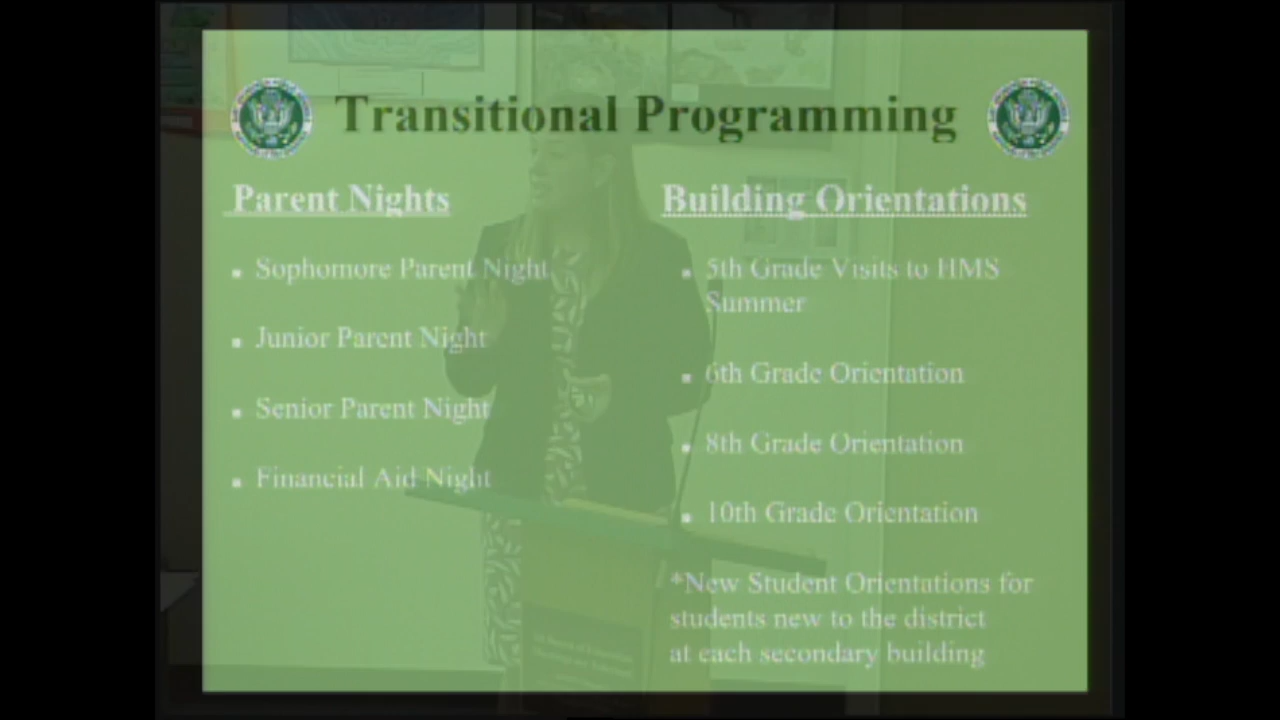 Transitional Programming
Parent Nights
▪ Sophomore Parent Night
▪ Junior Parent Night
▪ Senior Parent Night
▪ Financial Aid Night
Building Orientations
▪ 5th Grade Visits to HMS
Summer
▪ 6th Grade Orientation
▪ 8th Grade Orientation
▪ 10th Grade Orientation
*New Student Orientations for
students new to the district
at each secondary building